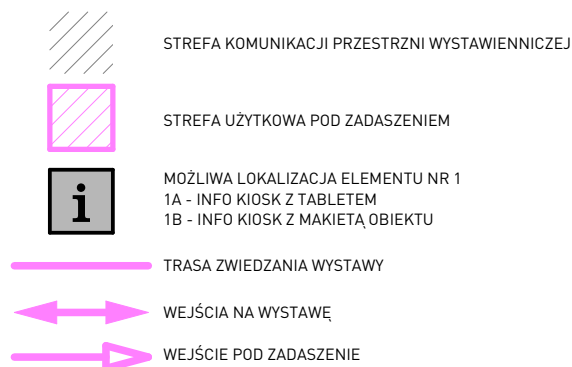 STREFA KOMUNIKACJI PRZESTRZNI WYSTAWIENNICZEJ
STREFA UŻYTKOWA POD ZADASZENIEM
i
MOŻLIWA LOKALIZACJA ELEMENTU NR 1
1A - INFO KIOSK Z TABLETEM
1B - INFO KIOSK Z MAKIETĄ OBIEKTU
TRASA ZWIEDZANIA WYSTAWY
WEJŚCIA NA WYSTAWĘ
WEJŚCIE POD ZADASZENIE